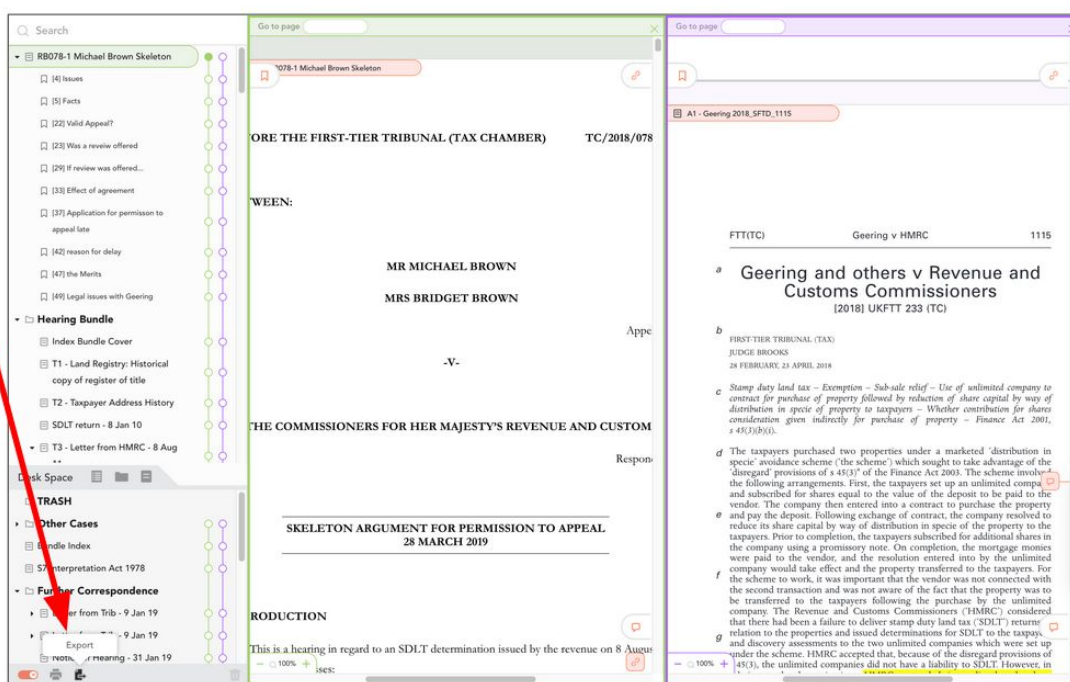 Search
RB078-1 Michael Brown Skeleton
[4] Issues
[5] Facts
[22] Valid Appeal?
[23] Was a reveiw offered
[29] If review was offered...
[33] Effect of agreement
[37] Application for permisson to
appeal late
[42] reason for delay
[47] the Merits
[49] Legal issues with Geering
Hearing Bundle
Index Bundle Cover
T1 - Land Registry: Historical
copy of register of title
T2 - Taxpayer Address History
SDLT return - 8 Jan 10
T3 - Letter from HMRC - 8 Aug
Desk Space
TRASH
Other Cases
Bundle Index
S7 Interpretation Act 1978
Further Correspondence
from Trib - 9 Jan 19
- 9 Jan 19
Hearing - 31 Jan 19
Export
Go to page
078-1 Michael Brown Skeleton
ORE THE FIRST-TIER TRIBUNAL (TAX CHAMBER) TC/2018/078
WEEN:
MR MICHAEL BROWN
MRS BRIDGET BROWN
Appe
-V-
THE COMMISSIONERS FOR HER MAJESTY'S REVENUE AND CUSTOM
Respon
SKELETON ARGUMENT FOR PERMISSION TO APPEAL
28 MARCH 2019
RODUCTION
This is a hearing in regard to an SDLT determination issued by the revenue on 8 Augus
sses:
100%
Go to page
A1 - Geering 2018_SFTD_1115
FTT(TC) Geering v HMRC 1115
a Geering and others v Revenue and
Customs Commissioners
[2018] UKFTT 233 (TC)
b
FIRST-TIER TRIBUNAL (TAX)
JUDGE BROOKS
28 FEBRUARY, 23 APRIL 2018
c Stamp duty land tax – Exemption – Sub-sale relief – Use of unlimited company to
contract for purchase of property followed by reduction of share capital by way of
distribution in specie of property to taxpayers – Whether contribution for shares
consideration given indirectly for purchase of property – Finance Act 2001,
s 45(3)(b)(i).
d The taxpayers purchased two properties under a marketed 'distribution in
specie' avoidance scheme ('the scheme') which sought to take advantage of the
'disregard' provisions of s 45(3)ᵃ of the Finance Act 2003. The scheme involved
the following arrangements. First, the taxpayers set up an unlimited compa
and subscribed for shares equal to the value of the deposit to be paid to the
vendor. The company then entered into a contract to purchase the property
e and pay the deposit. Following exchange of contract, the company resolved to
reduce its share capital by way of distribution in specie of the property to the
taxpayers. Prior to completion, the taxpayers subscribed for additional shares in
the company using a promissory note. On completion, the mortgage monies
were paid to the vendor, and the resolution entered into by the unlimited
company would take effect and the property transferred to the taxpayers. For
f the scheme to work, it was important that the vendor was not connected with
the second transaction and was not aware of the fact that the property was to
be transferred to the taxpayers following the purchase by the unlimited
company. The Revenue and Customs Commissioners ('HMRC') considered
that there had been a failure to deliver stamp duty land tax ('SDLT') returns
g relation to the properties and issued determinations for SDLT to the taxpaye
and discovery assessments to the two unlimited companies which were set up
under the scheme. HMRC accepted that, because of the disregard provisions of
45(3), the unlimited companies did not have a liability to SDLT. However, in
100%